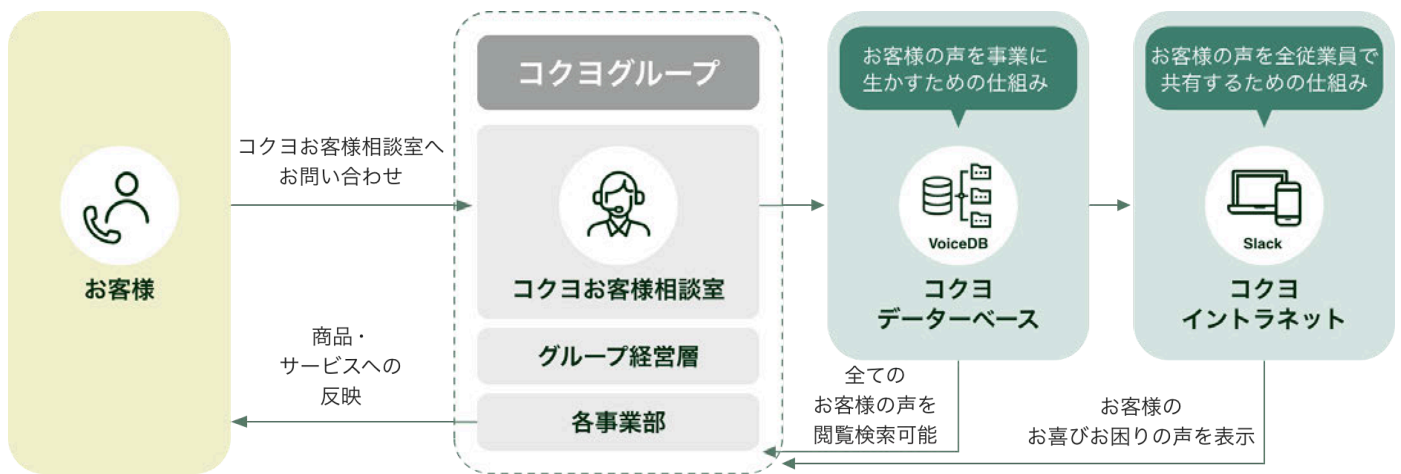 お客様
コクヨお客様相談室へ
お問い合わせ
商品・
サービスへの
反映
コクヨグループ
コクヨお客様相談室
グループ経営層
各事業部
お客様の声を事業に
生かすための仕組み
VoiceDB
コクヨ
データーベース
全ての
お客様の声を
閲覧検索可能
お客様の声を全従業員で
共有するための仕組み
Slack
コクヨ
イントラネット
お客様の
お喜びお困りの声を表示